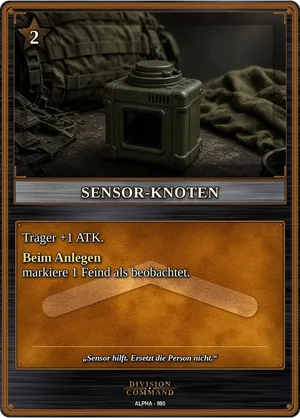 2
SENSOR-KNOTEN
Träger +1 ATK.
Beim Anlegen
markiere 1 Feind als beobachtet.
„Sensor hilft. Ersetzt die Person nicht.“
DIVISION
COMMAND
ALPHA - 980